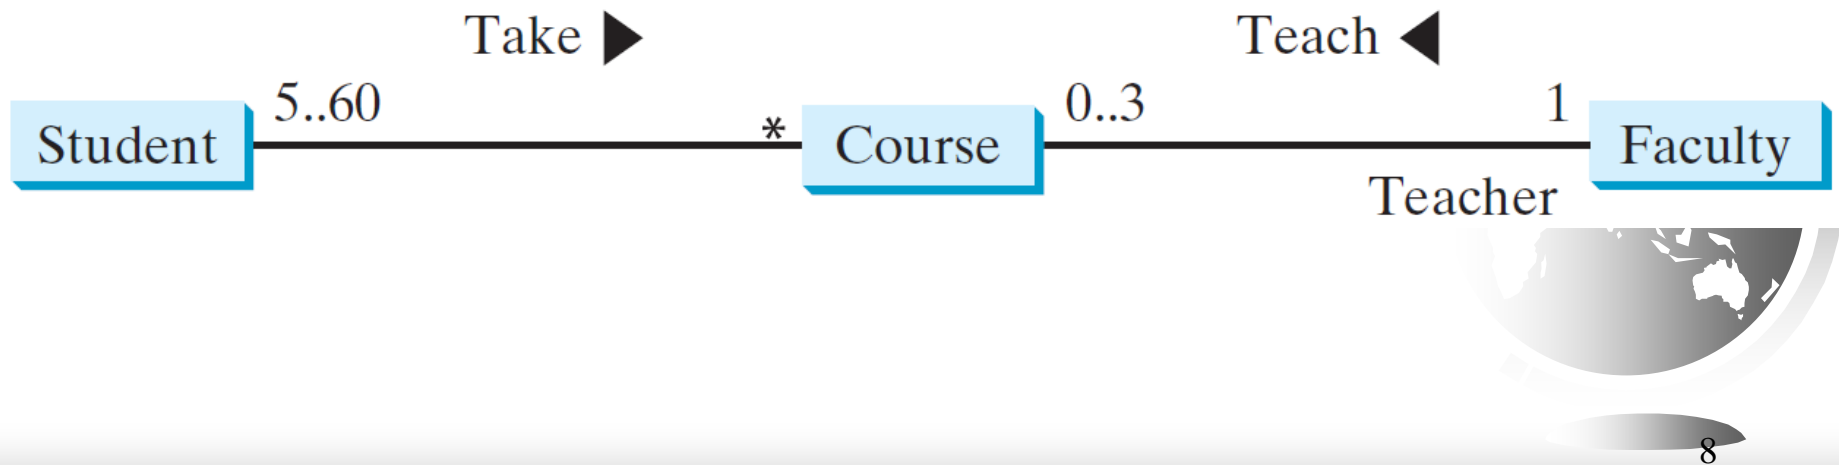 Take ▶ Teach ◀
5..60 * 0..3 1
Student Course Faculty
Teacher
8